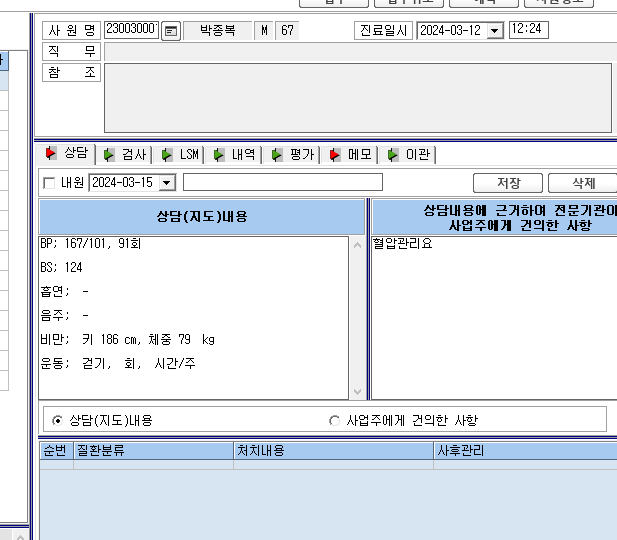 사 원 명 23003000 박종복 M 67 진료일시 2024-03-12 12:24
직 무
참 조
상담 검사 LSM 내역 평가 메모 이관
내원 2024-03-15 저장 삭제
상담(지도)내용
상담내용에 근거하여 전문기관이
사업주에게 건의한 사항
BP; 167/101, 91회
BS; 124
흡연; -
음주; -
비만; 키 186 cm, 체중 79 kg
운동; 걷기, 회, 시간/주
혈압관리요
상담(지도)내용 사업주에게 건의한 사항
순번 질환분류 처치내용 사후관리